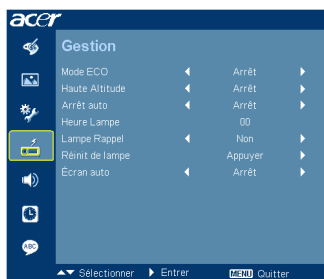 acer
Gestion
Mode ECO Arrêt
Haute Altitude Arrêt
Arrêt auto Arrêt
Heure Lampe 00
Lampe Rappel Non
Réinit de lampe Appuyer
Écran auto Arrêt
ABC
Sélectionner Entrer MENU Quitter